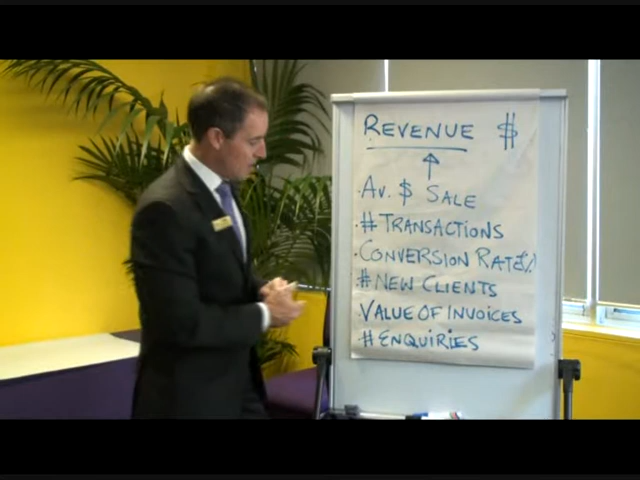 REVENUE $
↑
· AV. $ SALE
· # TRANSACTIONS
· CONVERSION RATE %
# NEW CLIENTS
VALUE OF INVOICES
# ENQUIRIES